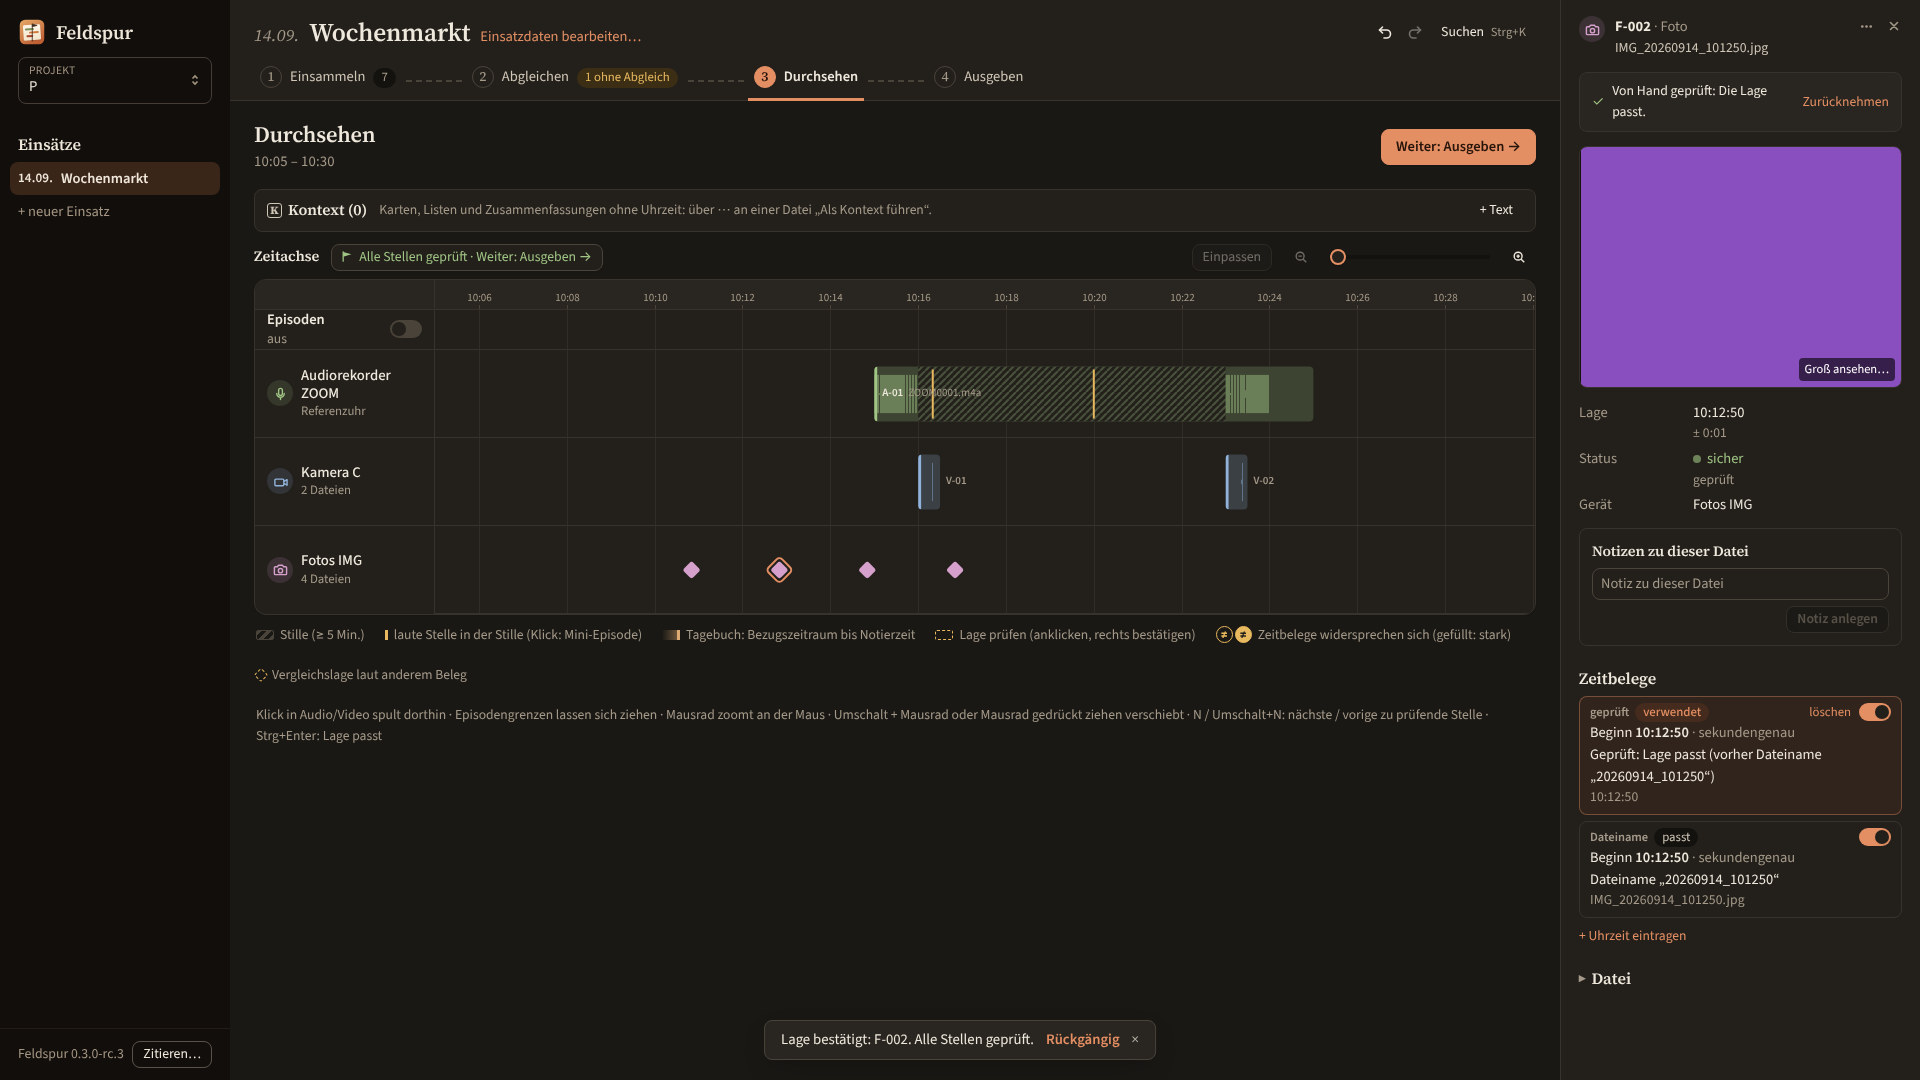 Feldspur
PROJEKT
P
Einsätze
14.09. Wochenmarkt
+ neuer Einsatz
Feldspur 0.3.0-rc.3
Zitieren…
14.09. Wochenmarkt Einsatzdaten bearbeiten…
Suchen Strg+K
1 Einsammeln 7
2 Abgleichen 1 ohne Abgleich
3 Durchsehen
4 Ausgeben
Durchsehen
10:05 – 10:30
Weiter: Ausgeben →
K Kontext (0) Karten, Listen und Zusammenfassungen ohne Uhrzeit: über ··· an einer Datei „Als Kontext führen“.
+ Text
Zeitachse
Alle Stellen geprüft · Weiter: Ausgeben →
Einpassen
10:06 10:08 10:10 10:12 10:14 10:16 10:18 10:20 10:22 10:24 10:26 10:28 10:
Episoden
aus
Audiorekorder
ZOOM
Referenzuhr
A-01 ZOOM0001.m4a
Kamera C
2 Dateien
V-01
V-02
Fotos IMG
4 Dateien
Stille (≥ 5 Min.)
laute Stelle in der Stille (Klick: Mini-Episode)
Tagebuch: Bezugszeitraum bis Notierzeit
Lage prüfen (anklicken, rechts bestätigen)
≠ ≠ Zeitbelege widersprechen sich (gefüllt: stark)
Vergleichslage laut anderem Beleg
Klick in Audio/Video spult dorthin · Episodengrenzen lassen sich ziehen · Mausrad zoomt an der Maus · Umschalt + Mausrad oder Mausrad gedrückt ziehen verschiebt · N / Umschalt+N: nächste / vorige zu prüfende Stelle ·
Strg+Enter: Lage passt
Lage bestätigt: F-002. Alle Stellen geprüft. Rückgängig ×
F-002 · Foto
IMG_20260914_101250.jpg
Von Hand geprüft: Die Lage
passt.
Zurücknehmen
Groß ansehen…
Lage 10:12:50
± 0:01
Status sicher
geprüft
Gerät Fotos IMG
Notizen zu dieser Datei
Notiz zu dieser Datei
Notiz anlegen
Zeitbelege
geprüft verwendet löschen
Beginn 10:12:50 · sekundengenau
Geprüft: Lage passt (vorher Dateiname
„20260914_101250“)
10:12:50
Dateiname passt
Beginn 10:12:50 · sekundengenau
Dateiname „20260914_101250“
IMG_20260914_101250.jpg
+ Uhrzeit eintragen
Datei